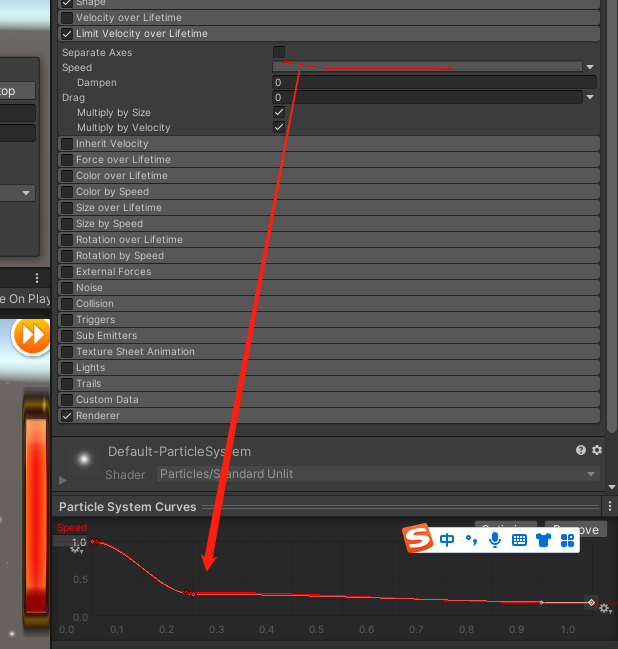 Shape
Velocity over Lifetime
Limit Velocity over Lifetime
Separate Axes
Speed
Dampen 0
Drag 0
Multiply by Size
Multiply by Velocity
Inherit Velocity
Force over Lifetime
Color over Lifetime
Color by Speed
Size over Lifetime
Size by Speed
Rotation over Lifetime
Rotation by Speed
External Forces
Noise
Collision
Triggers
Sub Emitters
Texture Sheet Animation
Lights
Trails
Custom Data
Renderer
top
e On Play
Default-ParticleSystem
Shader Particles/Standard Unlit
Particle System Curves
Speed
中
1.0
0.5
0.0
0.0 0.1 0.2 0.3 0.4 0.5 0.6 0.7 0.8 0.9 1.0